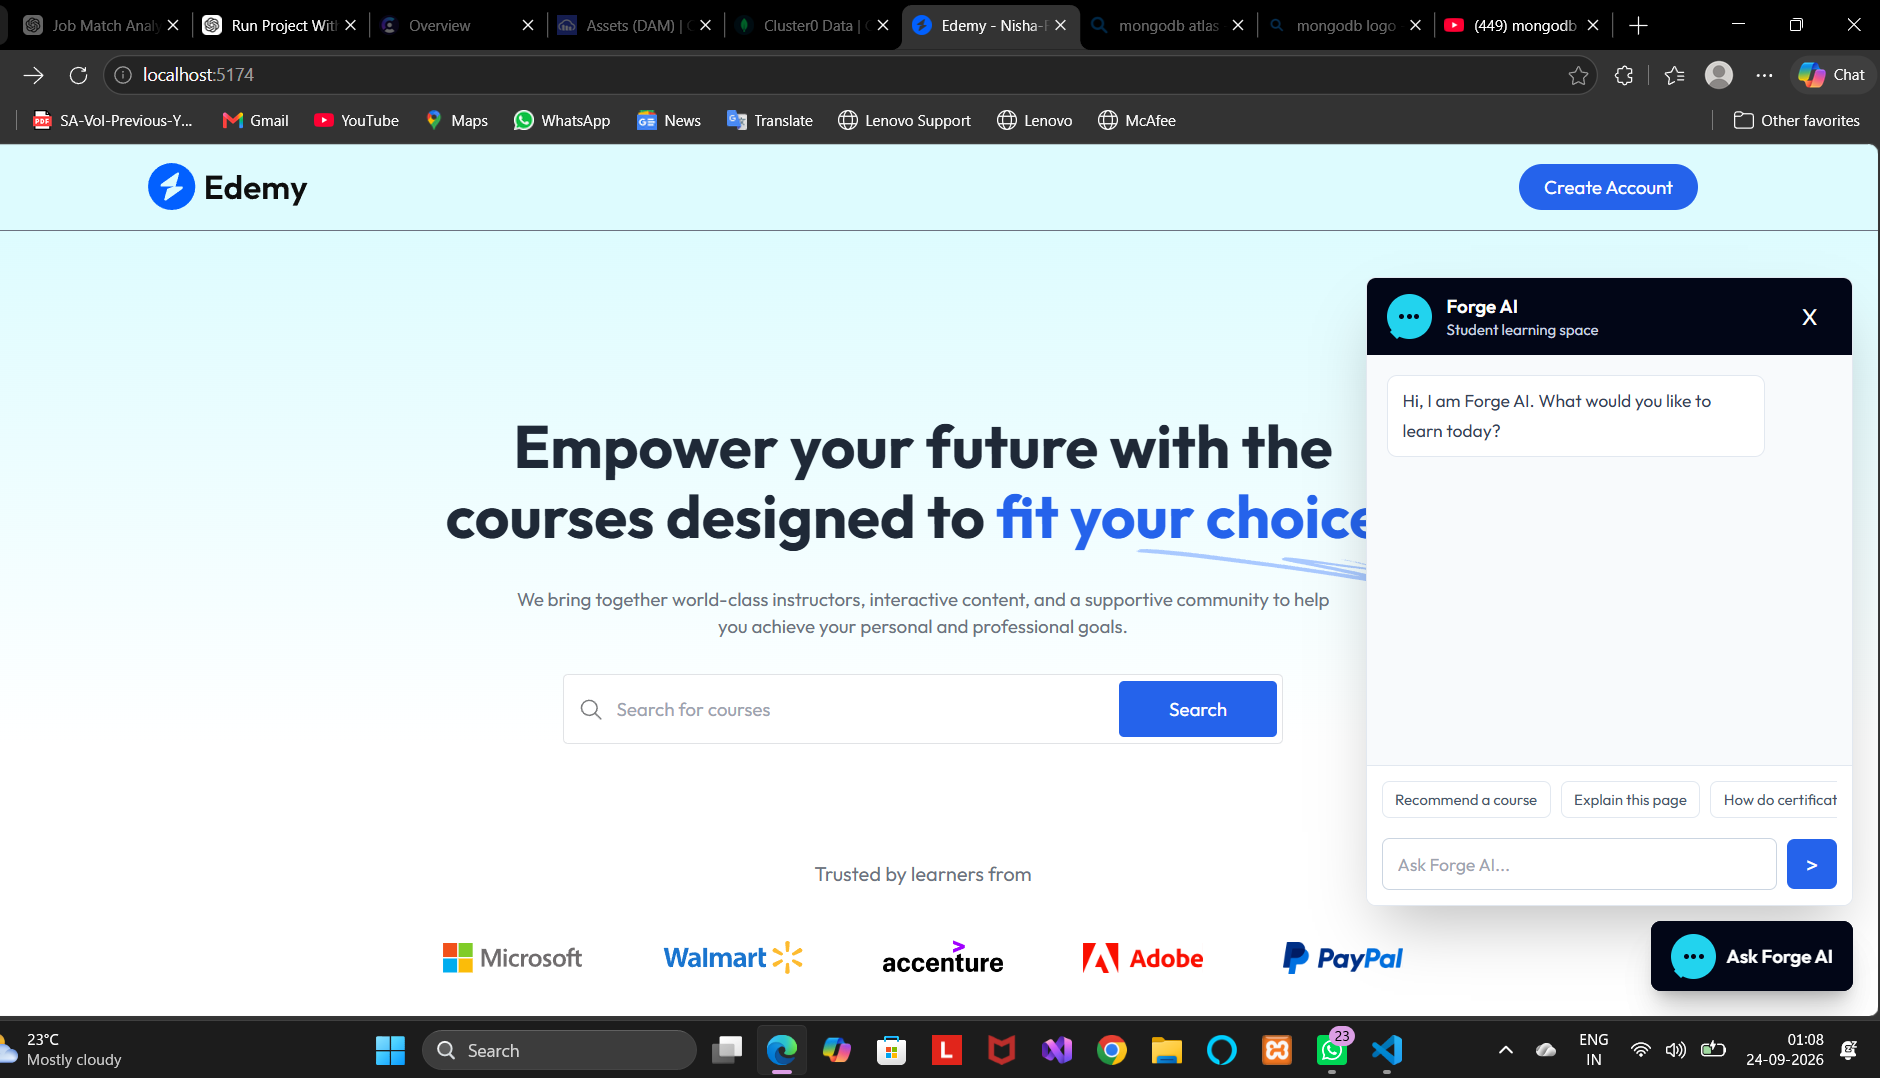 Job Match Analy
Run Project With
Overview
Assets (DAM) | C
Cluster0 Data | C
Edemy - Nisha-P
mongodb atlas
mongodb logo
(449) mongodb
localhost:5174
Chat
SA-Vol-Previous-Y...
Gmail
YouTube
Maps
WhatsApp
News
Translate
Lenovo Support
Lenovo
McAfee
Other favorites
Edemy
Create Account
Empower your future with the
courses designed to fit your choice
We bring together world-class instructors, interactive content, and a supportive community to help
you achieve your personal and professional goals.
Search for courses
Search
Trusted by learners from
Microsoft
Walmart
accenture
Adobe
PayPal
Forge AI
Student learning space
X
Hi, I am Forge AI. What would you like to
learn today?
Recommend a course
Explain this page
How do certificat
Ask Forge AI...
>
Ask Forge AI
23°C
Mostly cloudy
Search
23
ENG
IN
01:08
24-09-2026